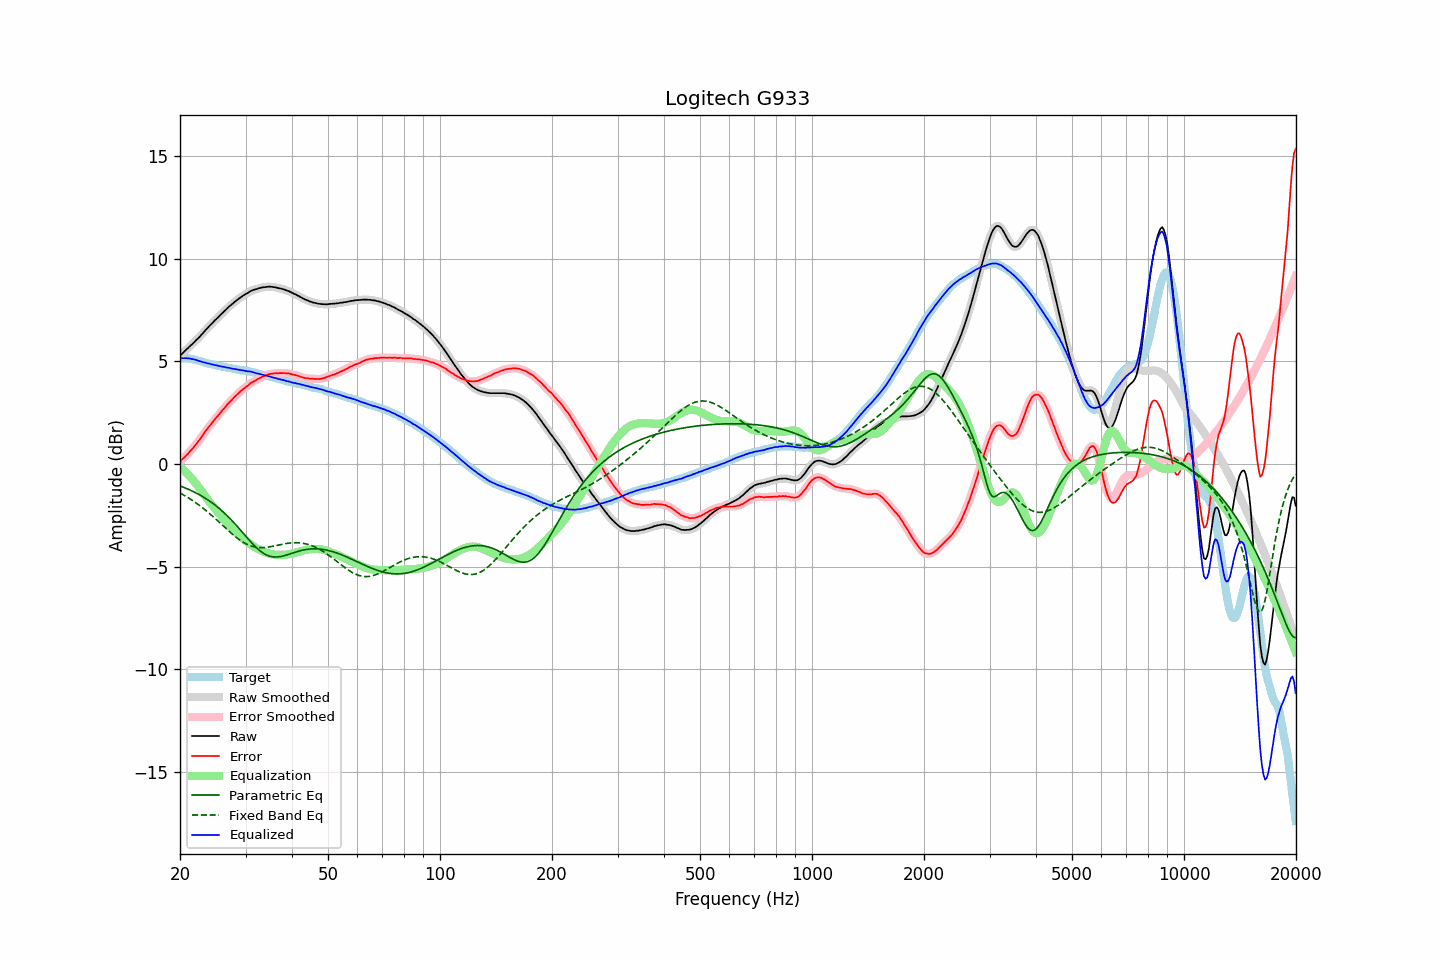 Logitech G933
Amplitude (dBr)
15
10
5
0
−5
−10
−15
Target
Raw Smoothed
Error Smoothed
Raw
Error
Equalization
Parametric Eq
Fixed Band Eq
Equalized
20 50 100 200 500 1000 2000 5000 10000 20000
Frequency (Hz)